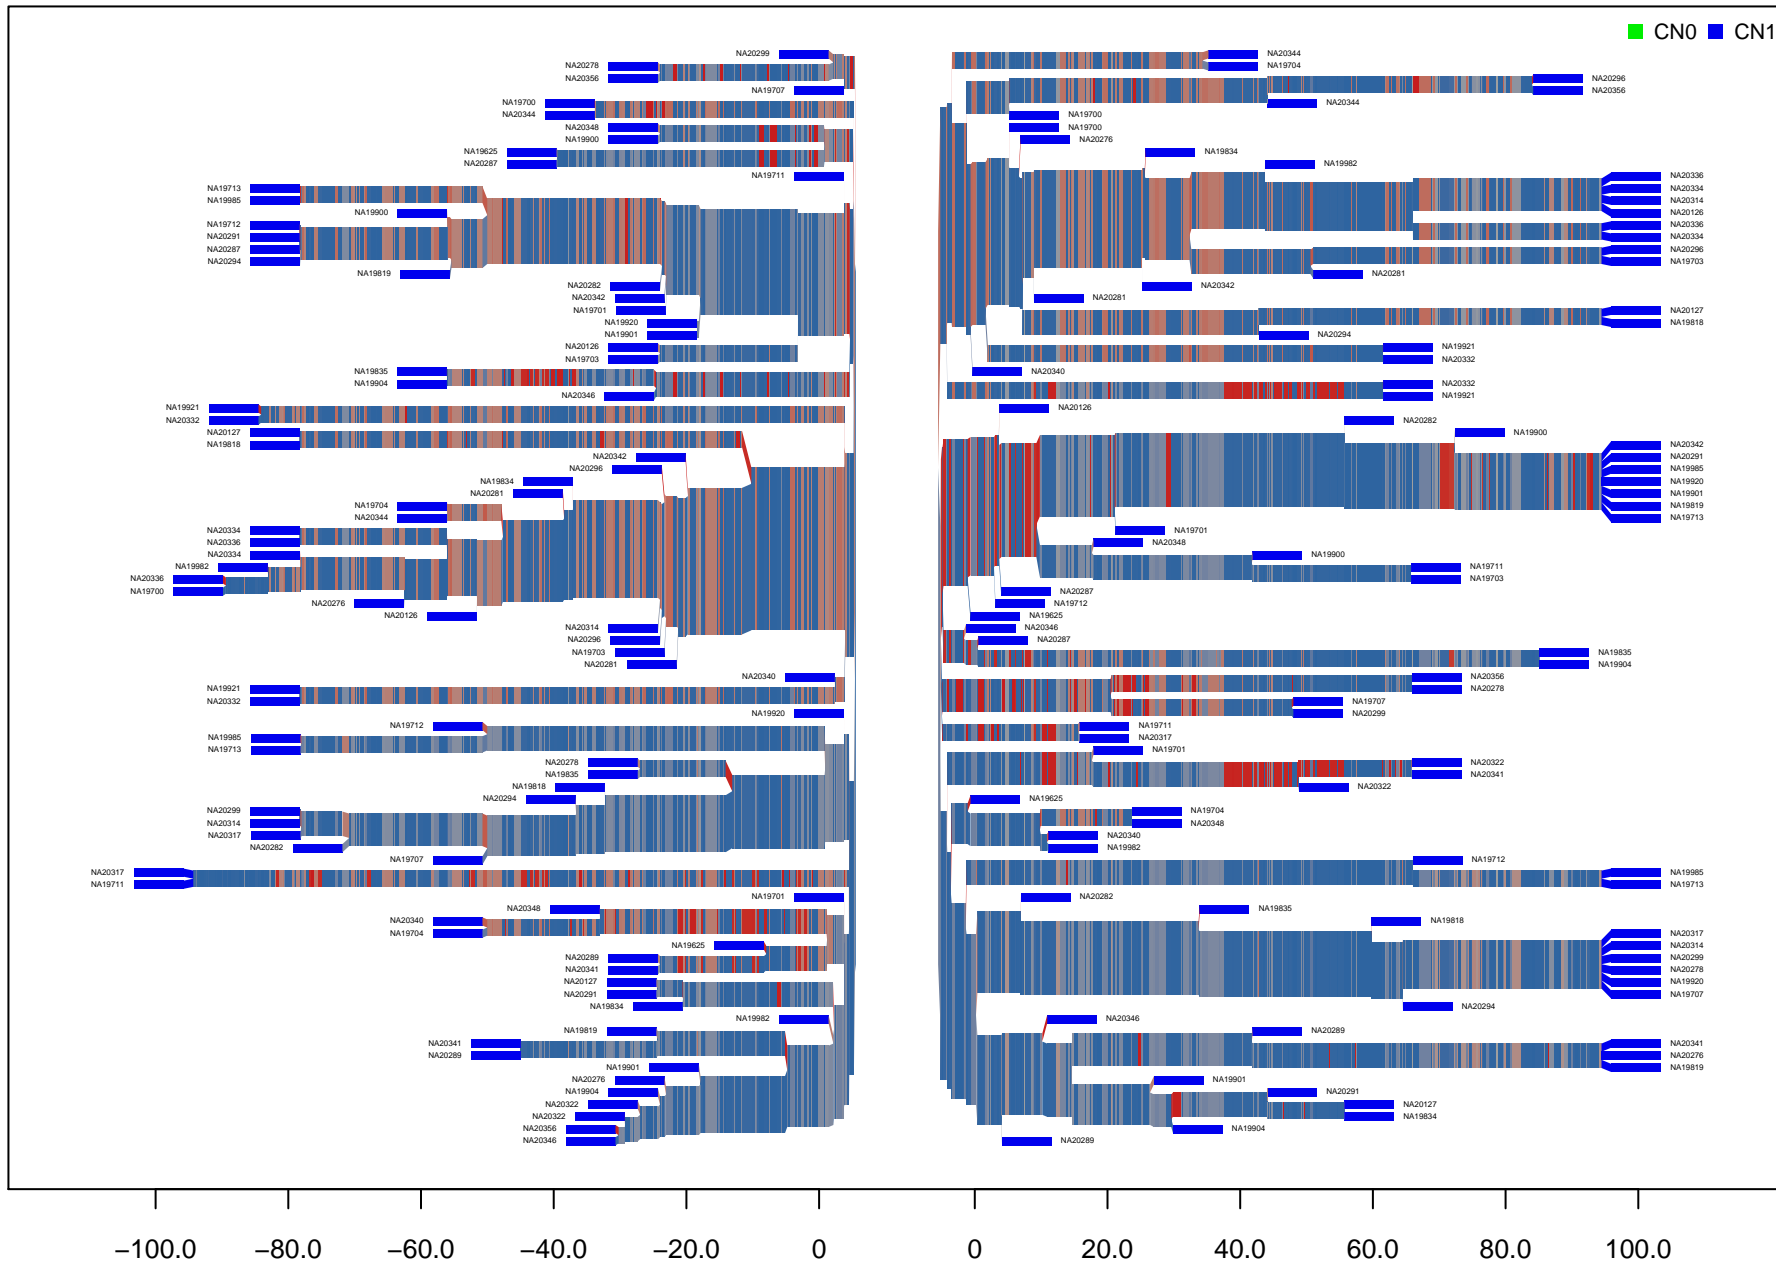 CN0 CN1
NA20299
NA20278
NA20356
NA19707
NA19700
NA20344
NA20348
NA19900
NA19625
NA20287
NA19711
NA19713
NA19985
NA19900
NA19712
NA20291
NA20287
NA20294
NA19819
NA20282
NA20342
NA19701
NA19920
NA19901
NA20126
NA19703
NA19835
NA19904
NA20346
NA19921
NA20332
NA20127
NA19818
NA20342
NA20296
NA19834
NA20281
NA19704
NA20344
NA20334
NA20336
NA20334
NA19982
NA20336
NA19700
NA20276
NA20126
NA20314
NA20296
NA19703
NA20281
NA20340
NA19921
NA20332
NA19920
NA19712
NA19985
NA19713
NA20278
NA19835
NA19818
NA20294
NA20299
NA20314
NA20317
NA20282
NA19707
NA20317
NA19711
NA19701
NA20348
NA20340
NA19704
NA19625
NA20289
NA20341
NA20127
NA20291
NA19834
NA19982
NA19819
NA20341
NA20289
NA19901
NA20276
NA19904
NA20322
NA20322
NA20356
NA20346
NA20344
NA19704
NA20296
NA20356
NA20344
NA19700
NA19700
NA20276
NA19834
NA19982
NA20336
NA20334
NA20314
NA20126
NA20336
NA20334
NA20296
NA19703
NA20281
NA20342
NA20281
NA20127
NA19818
NA20294
NA19921
NA20332
NA20340
NA20332
NA19921
NA20126
NA20282
NA19900
NA20342
NA20291
NA19985
NA19920
NA19901
NA19819
NA19713
NA19701
NA20348
NA19900
NA19711
NA19703
NA20287
NA19712
NA19625
NA20346
NA20287
NA19835
NA19904
NA20356
NA20278
NA19707
NA20299
NA19711
NA20317
NA19701
NA20322
NA20341
NA20322
NA19625
NA19704
NA20348
NA20340
NA19982
NA19712
NA19985
NA19713
NA20282
NA19835
NA19818
NA20317
NA20314
NA20299
NA20278
NA19920
NA19707
NA20294
NA20346
NA20289
NA20341
NA20276
NA19819
NA19901
NA20291
NA20127
NA19834
NA19904
NA20289
−100.0 −80.0 −60.0 −40.0 −20.0 0 0 20.0 40.0 60.0 80.0 100.0